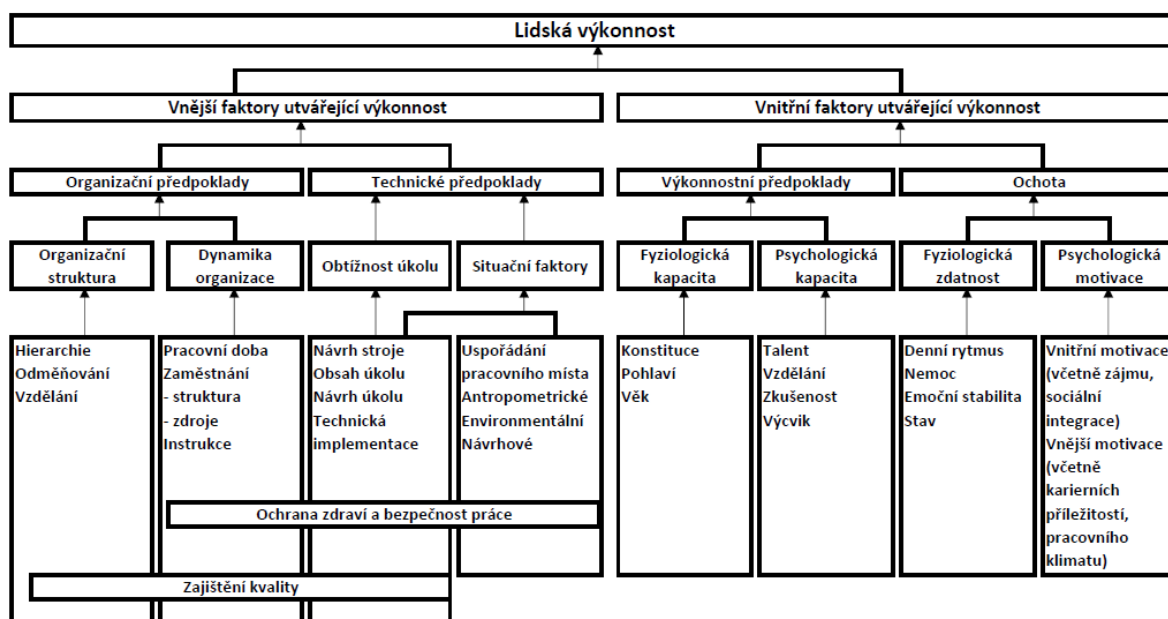 Lidská výkonnost
Vnější faktory utvářející výkonnost
Vnitřní faktory utvářející výkonnost
Organizační předpoklady
Technické předpoklady
Výkonnostní předpoklady
Ochota
Organizační
struktura
Dynamika
organizace
Obtížnost úkolu
Situační faktory
Fyziologická
kapacita
Psychologická
kapacita
Fyziologická
zdatnost
Psychologická
motivace
Hierarchie
Odměňování
Vzdělání
Pracovní doba
Zaměstnání
- struktura
- zdroje
Instrukce
Návrh stroje
Obsah úkolu
Návrh úkolu
Technická
implementace
Uspořádání
pracovního místa
Antropometrické
Environmentální
Návrhové
Konstituce
Pohlaví
Věk
Talent
Vzdělání
Zkušenost
Výcvik
Denní rytmus
Nemoc
Emoční stabilita
Stav
Vnitřní motivace
(včetně zájmu,
sociální
integrace)
Vnější motivace
(včetně
karierních
příležitostí,
pracovního
klimatu)
Ochrana zdraví a bezpečnost práce
Zajištění kvality